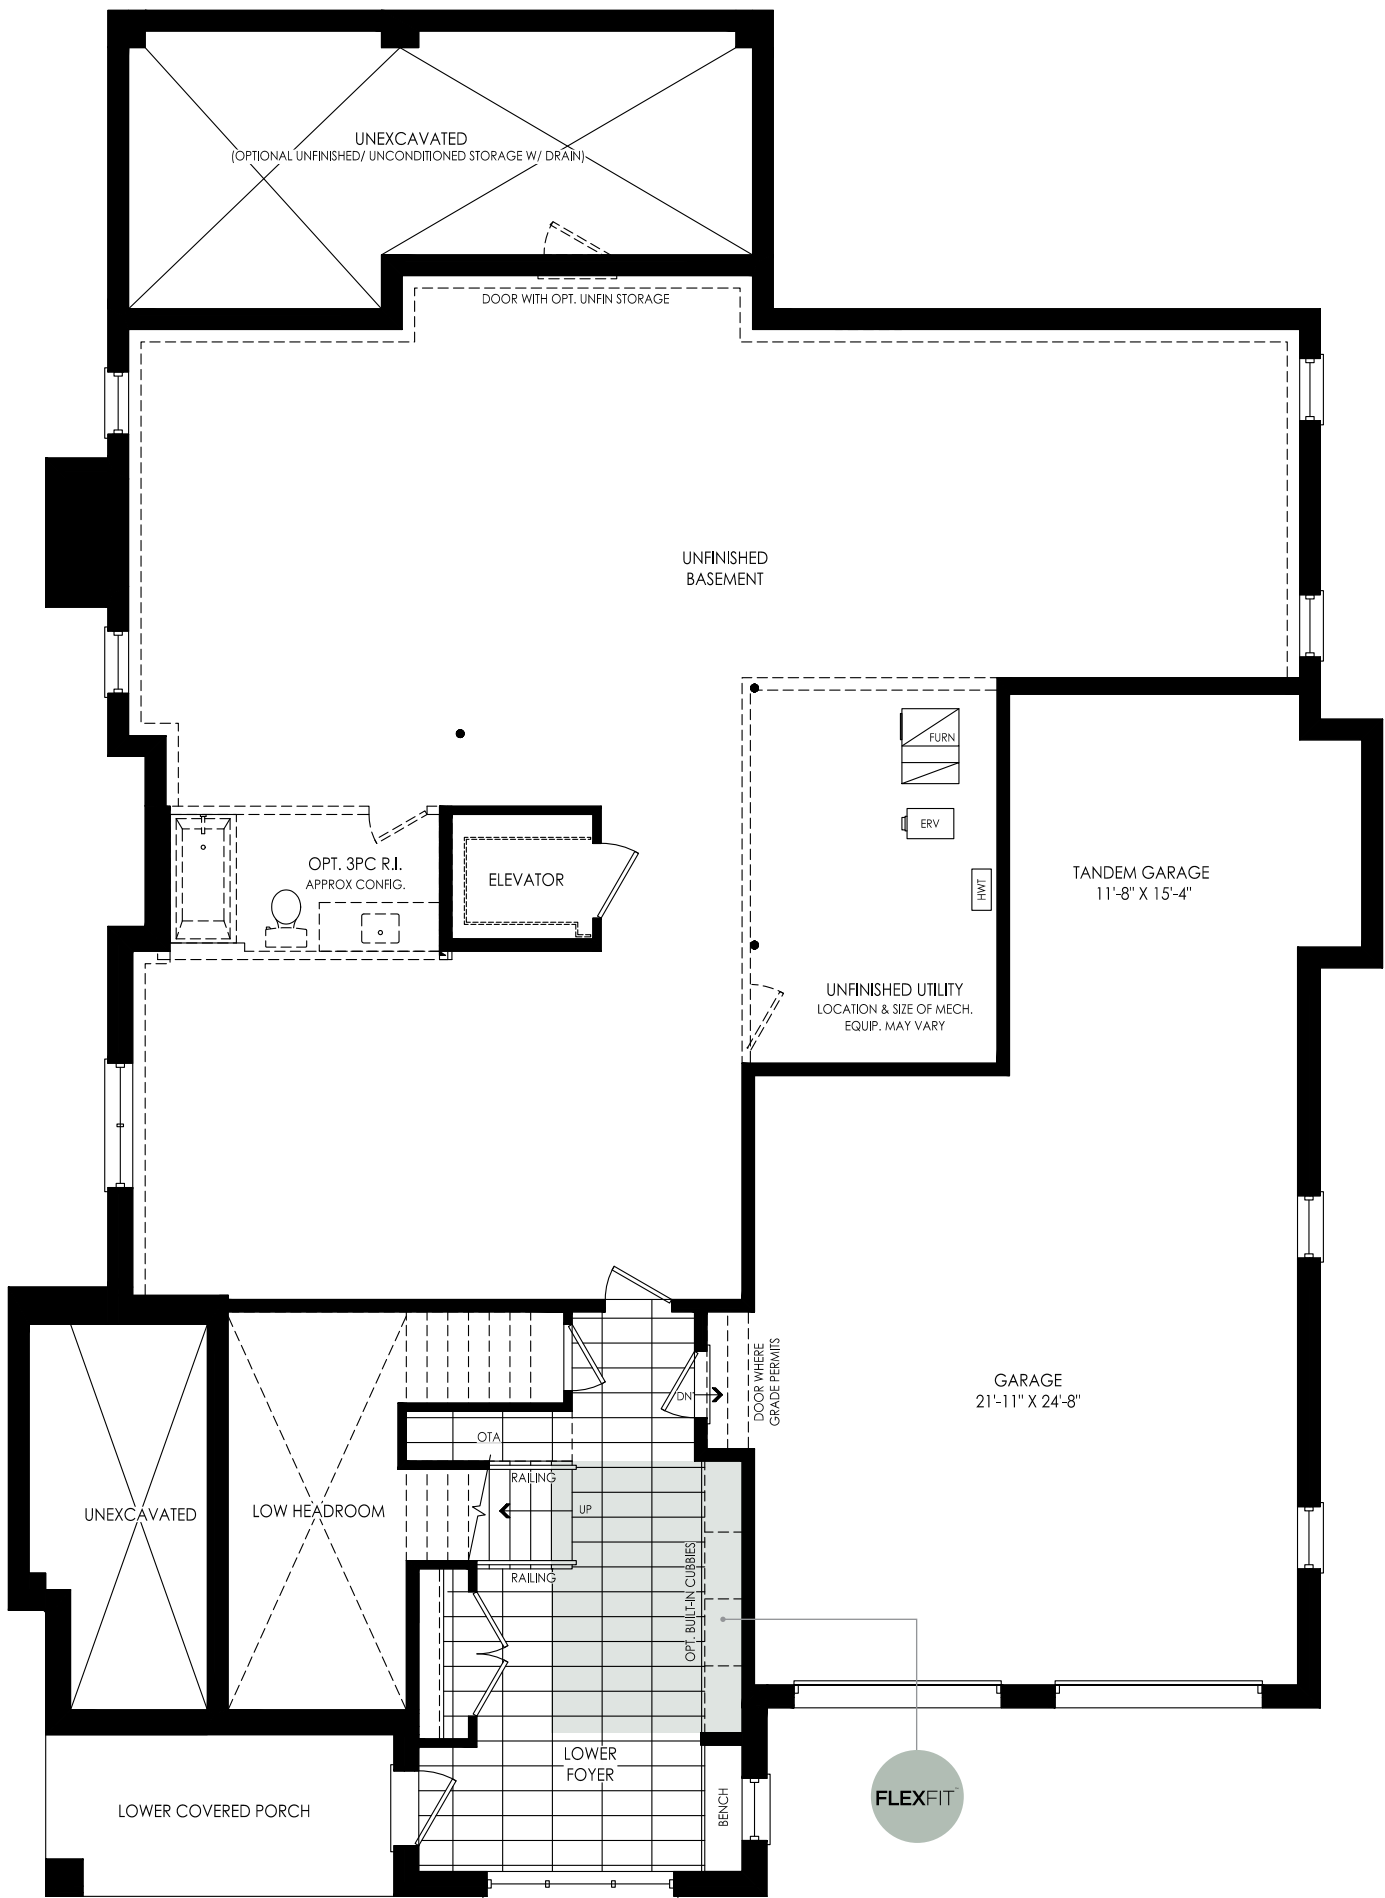 UNEXCAVATED
(OPTIONAL UNFINISHED/ UNCONDITIONED STORAGE W/ DRAIN)
DOOR WITH OPT. UNFIN STORAGE
UNFINISHED
BASEMENT
FURN
ERV
HWT
OPT. 3PC R.I.
APPROX CONFIG.
ELEVATOR
TANDEM GARAGE
11'-8" X 15'-4"
UNFINISHED UTILITY
LOCATION & SIZE OF MECH.
EQUIP. MAY VARY
DOOR WHERE
GRADE PERMITS
DN
GARAGE
21'-11" X 24'-8"
OTA
RAILING
UP
RAILING
UNEXCAVATED
LOW HEADROOM
OPT. BUILT-IN CUBBIES
LOWER
FOYER
BENCH
LOWER COVERED PORCH
FLEXFIT™